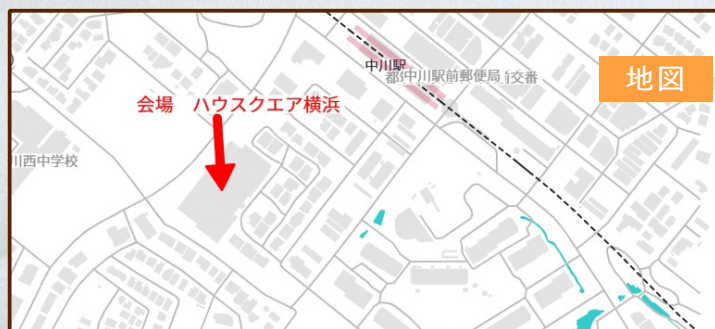 中川駅
中川駅前郵便局
交番
地図
会場　ハウスクエア横浜
川西中学校